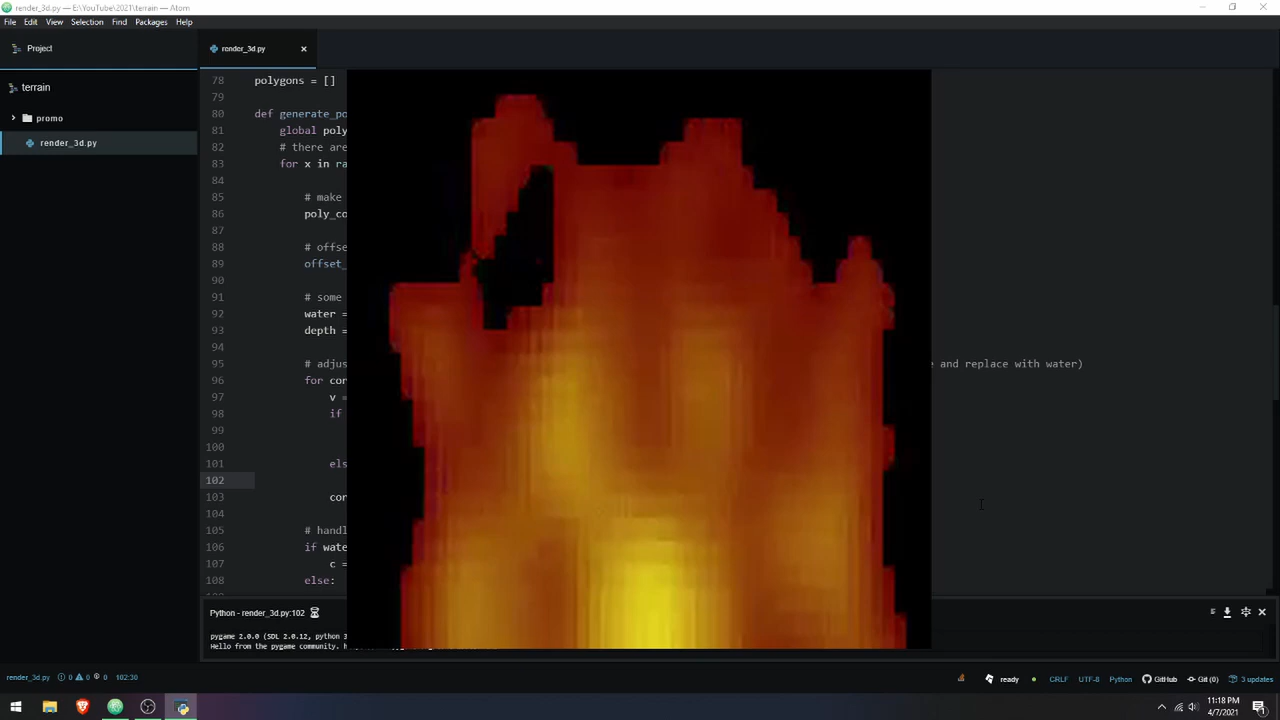 render_3d.py — E:\YouTube\2021\terrain — Atom
File Edit View Selection Find Packages Help
Project
render_3d.py
terrain
promo
render_3d.py
78 polygons = []
79
80 def generate_po
81 global poly
82 # there are
83 for x in ra
84
85 # make
86 poly_co
87
88 # offse
89 offset_
90
91 # some
92 water =
93 depth =
94
95 # adjus e and replace with water)
96 for cor
97 v =
98 if
99
100
101 els
102
103 cor
104
105 # handl
106 if wate
107 c =
108 else:
Python - render_3d.py:102
pygame 2.0.0 (SDL 2.0.12, python 3
Hello from the pygame community.
render_3d.py 0 0 0 102:30
ready CRLF UTF-8 Python GitHub Git (0) 3 updates
11:18 PM
4/7/2021